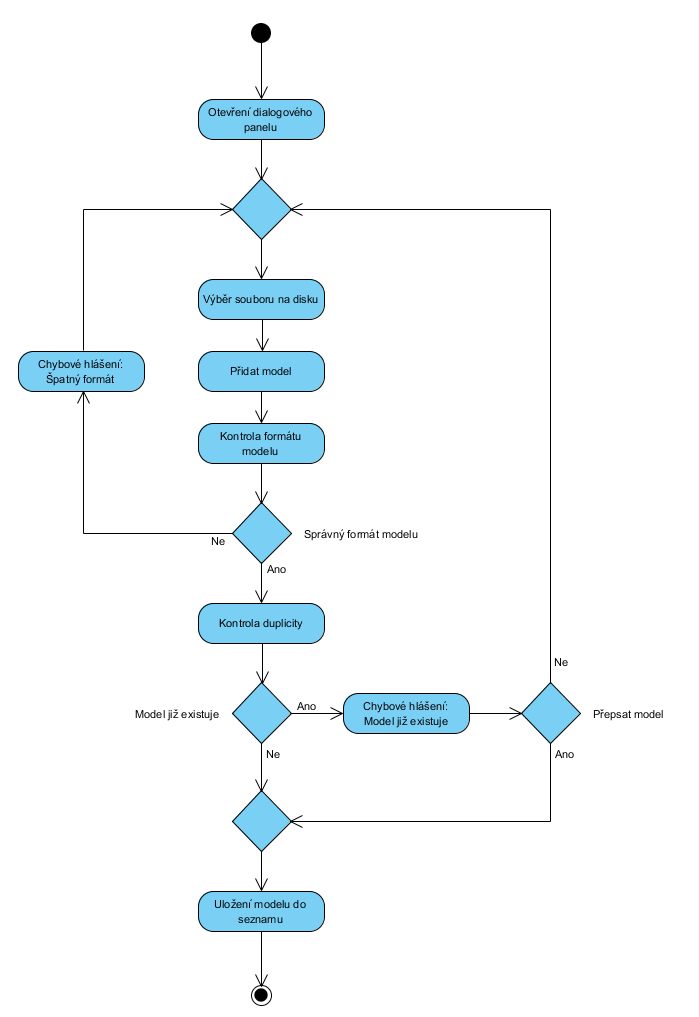 Otevření dialogového
panelu
Výběr souboru na disku
Přidat model
Chybové hlášení:
Špatný formát
Kontrola formátu
modelu
Ne
Správný formát modelu
Ano
Kontrola duplicity
Ne
Model již existuje
Ano
Chybové hlášení:
Model již existuje
Přepsat model
Ne
Ano
Uložení modelu do
seznamu